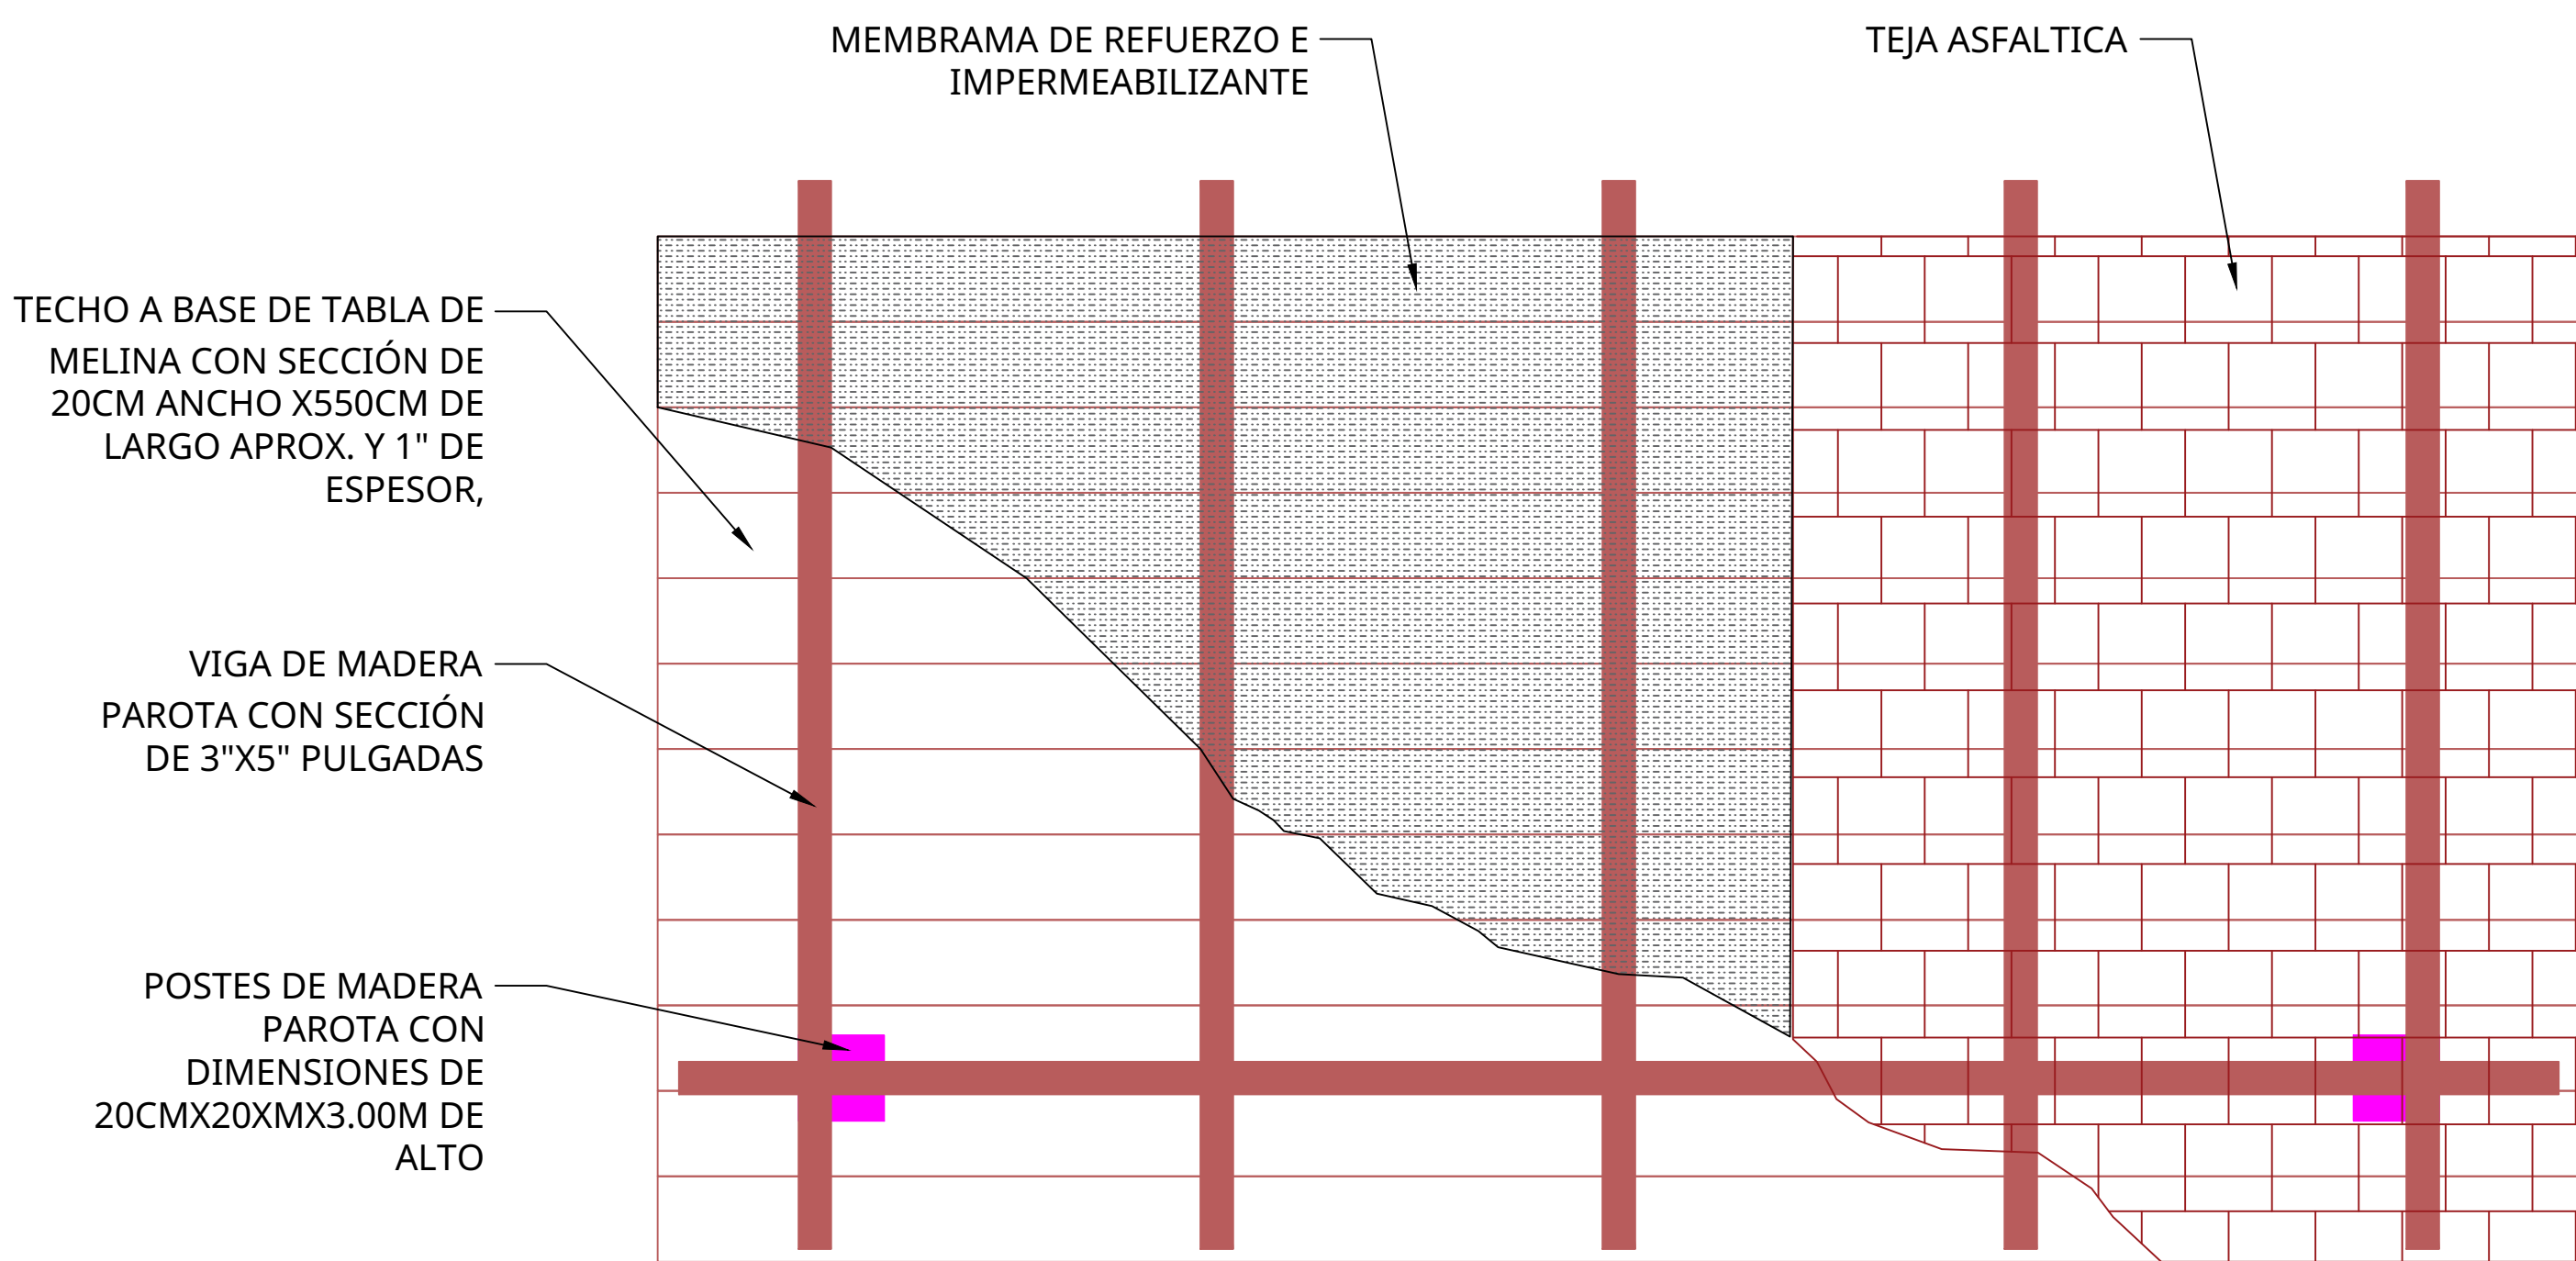 MEMBRAMA DE REFUERZO E
IMPERMEABILIZANTE
TEJA ASFALTICA
TECHO A BASE DE TABLA DE
MELINA CON SECCIÓN DE
20CM ANCHO X550CM DE
LARGO APROX. Y 1" DE
ESPESOR,
VIGA DE MADERA
PAROTA CON SECCIÓN
DE 3"X5" PULGADAS
POSTES DE MADERA
PAROTA CON
DIMENSIONES DE
20CMX20XMX3.00M DE
ALTO